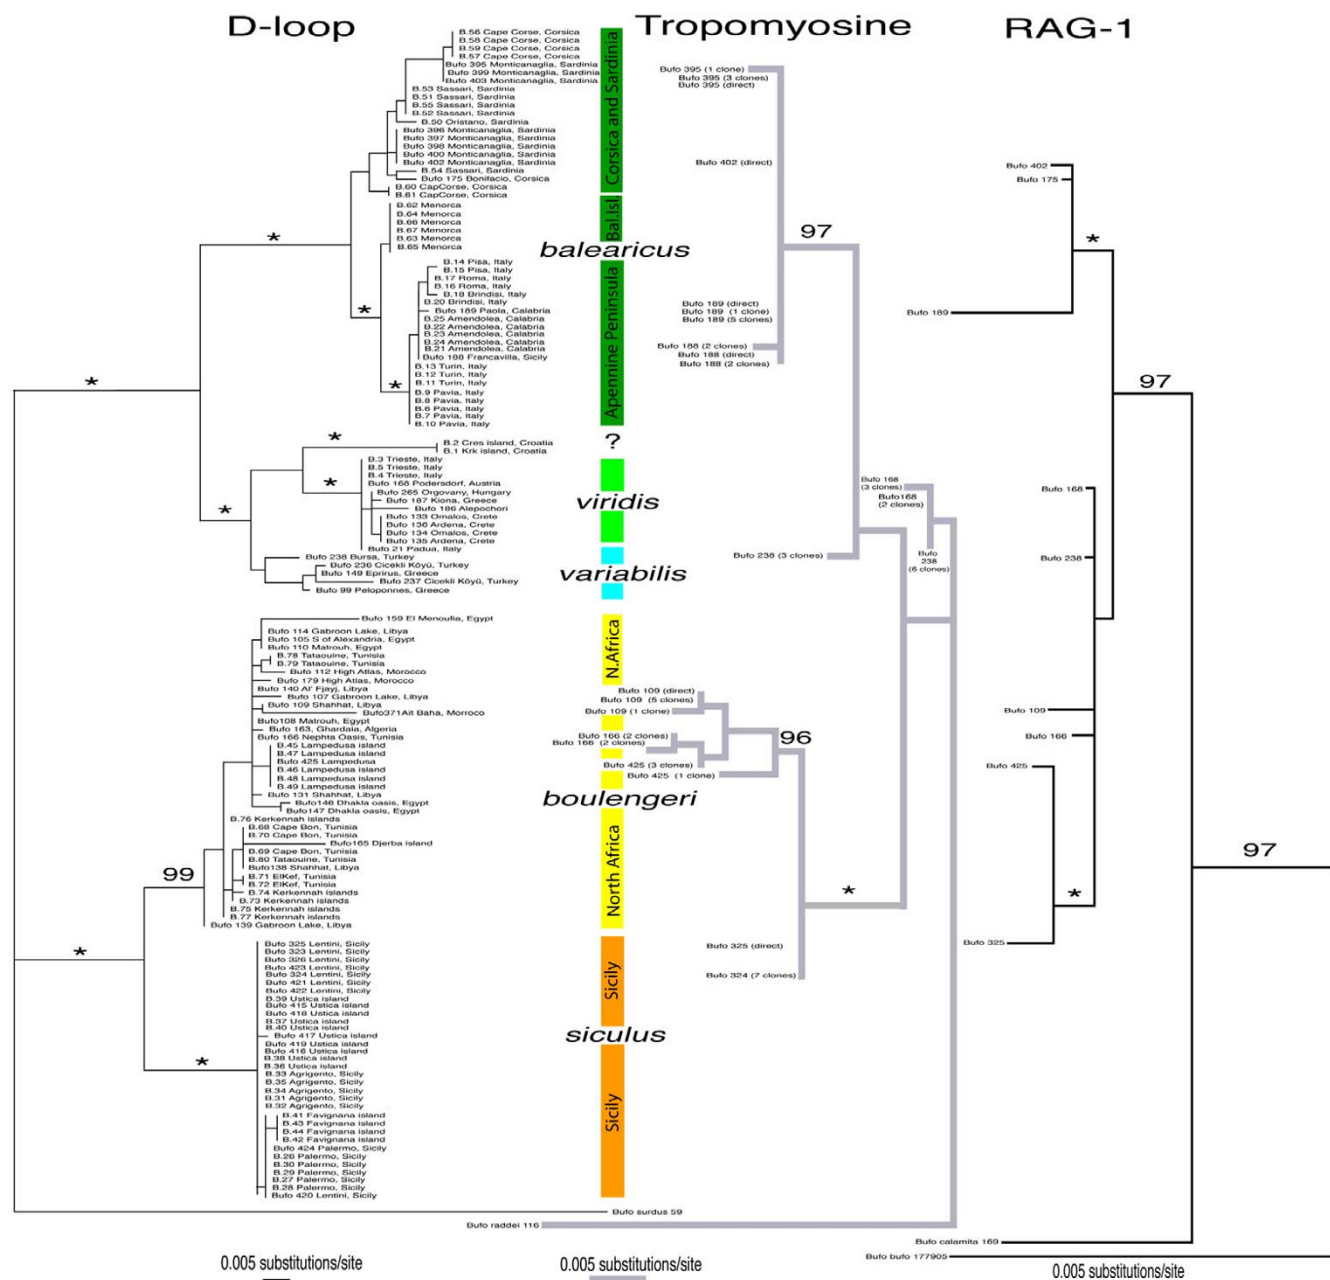 D-loop
Tropomyosine
RAG-1
B.56 Cape Corse, Corsica
B.58 Cape Corse, Corsica
B.59 Cape Corse, Corsica
B.57 Cape Corse, Corsica
Bufo 395 Monticanaglia, Sardinia
Bufo 399 Monticanaglia, Sardinia
Bufo 403 Monticanaglia, Sardinia
B.53 Sassari, Sardinia
B.51 Sassari, Sardinia
B.55 Sassari, Sardinia
B.52 Sassari, Sardinia
B.50 Oristano, Sardinia
Bufo 396 Monticanaglia, Sardinia
Bufo 397 Monticanaglia, Sardinia
Bufo 398 Monticanaglia, Sardinia
Bufo 400 Monticanaglia, Sardinia
Bufo 402 Monticanaglia, Sardinia
B.54 Sassari, Sardinia
Bufo 175 Bonifacio, Corsica
B.60 CapCorse, Corsica
B.61 CapCorse, Corsica
B.62 Menorca
B.64 Menorca
B.66 Menorca
B.67 Menorca
B.63 Menorca
B.65 Menorca
B.14 Pisa, Italy
B.15 Pisa, Italy
B.17 Roma, Italy
B.16 Roma, Italy
B.18 Brindisi, Italy
B.20 Brindisi, Italy
Bufo 189 Paola, Calabria
B.25 Amendolea, Calabria
B.22 Amendolea, Calabria
B.23 Amendolea, Calabria
B.24 Amendolea, Calabria
B.21 Amendolea, Calabria
Bufo 188 Francavilla, Sicily
B.13 Turin, Italy
B.12 Turin, Italy
B.11 Turin, Italy
B.9 Pavia, Italy
B.8 Pavia, Italy
B.6 Pavia, Italy
B.7 Pavia, Italy
B.10 Pavia, Italy
B.2 Cres island, Croatia
B.1 Krk island, Croatia
B.3 Trieste, Italy
B.5 Trieste, Italy
B.4 Trieste, Italy
Bufo 168 Podersdorf, Austria
Bufo 265 Orgovany, Hungary
Bufo 187 Kiona, Greece
Bufo 186 Alepochori
Bufo 133 Omalos, Crete
Bufo 136 Ardena, Crete
Bufo 134 Omalos, Crete
Bufo 135 Ardena, Crete
Bufo 21 Padua, Italy
Bufo 238 Bursa, Turkey
Bufo 236 Cicekli Köyü, Turkey
Bufo 149 Eprirus, Greece
Bufo 237 Cicekli Köyü, Turkey
Bufo 99 Peloponnes, Greece
Bufo 159 El Menoufia, Egypt
Bufo 114 Gabroon Lake, Libya
Bufo 105 S of Alexandria, Egypt
Bufo 110 Matrouh, Egypt
B.78 Tataouine, Tunisia
B.79 Tataouine, Tunisia
Bufo 112 High Atlas, Morocco
Bufo 179 High Atlas, Morocco
Bufo 140 Al' Fjayj, Libya
Bufo 107 Gabroon Lake, Libya
Bufo 109 Shahhat, Libya
Bufo371Ait Baha, Morroco
Bufo108 Matrouh, Egypt
Bufo 163, Ghardaia, Algeria
Bufo 166 Nephta Oasis, Tunisia
B.45 Lampedusa island
B.47 Lampedusa island
Bufo 425 Lampedusa
B.46 Lampedusa island
B.48 Lampedusa island
B.49 Lampedusa island
Bufo 131 Shahhat, Libya
Bufo146 Dhakla oasis, Egypt
Bufo147 Dhakla oasis, Egypt
B.76 Kerkennah islands
B.68 Cape Bon, Tunisia
B.70 Cape Bon, Tunisia
Bufo165 Djerba island
B.69 Cape Bon, Tunisia
B.80 Tataouine, Tunisia
Bufo138 Shahhat, Libya
B.71 ElKef, Tunisia
B.72 ElKef, Tunisia
B.74 Kerkennah islands
B.73 Kerkennah islands
B.75 Kerkennah islands
B.77 Kerkennah islands
Bufo 139 Gabroon Lake, Libya
Bufo 325 Lentini, Sicily
Bufo 323 Lentini, Sicily
Bufo 326 Lentini, Sicily
Bufo 423 Lentini, Sicily
Bufo 324 Lentini, Sicily
Bufo 421 Lentini, Sicily
Bufo 422 Lentini, Sicily
B.39 Ustica island
Bufo 415 Ustica island
Bufo 418 Ustica island
B.37 Ustica island
B.40 Ustica island
Bufo 417 Ustica island
Bufo 419 Ustica island
Bufo 416 Ustica island
B.38 Ustica island
B.36 Ustica island
B.33 Agrigento, Sicily
B.35 Agrigento, Sicily
B.34 Agrigento, Sicily
B.31 Agrigento, Sicily
B.32 Agrigento, Sicily
B.41 Favignana island
B.43 Favignana island
B.44 Favignana island
B.42 Favignana island
Bufo 424 Palermo, Sicily
B.26 Palermo, Sicily
B.30 Palermo, Sicily
B.29 Palermo, Sicily
B.27 Palermo, Sicily
B.28 Palermo, Sicily
Bufo 420 Lentini, Sicily
Bufo surdus 59
*
*
*
*
*
*
*
99
*
*
0.005 substitutions/site
Corsica and Sardinia
Bal.Isl.
balearicus
Apennine Peninsula
?
viridis
variabilis
N.Africa
boulengeri
North Africa
Sicily
siculus
Sicily
Bufo 395 (1 clone)
Bufo 395 (3 clones)
Bufo 395 (direct)
Bufo 402 (direct)
97
Bufo 189 (direct)
Bufo 189 (1 clone)
Bufo 189 (5 clones)
Bufo 188 (2 clones)
Bufo 188 (direct)
Bufo 188 (2 clones)
Bufo 168
(3 clones)
Bufo168
(2 clones)
Bufo 238 (3 clones)
Bufo
238
(6 clones)
Bufo 109 (direct)
Bufo 109 (5 clones)
Bufo 109 (1 clone)
Bufo 166 (2 clones)
Bufo 166 (2 clones)
96
Bufo 425 (3 clones)
Bufo 425 (1 clone)
*
Bufo 325 (direct)
Bufo 324 (7 clones)
Bufo raddei 116
0.005 substitutions/site
Bufo 402
Bufo 175
*
Bufo 189
97
Bufo 168
Bufo 238
Bufo 109
Bufo 166
Bufo 425
97
*
Bufo 325
Bufo calamita 169
Bufo bufo 177905
0.005 substitutions/site